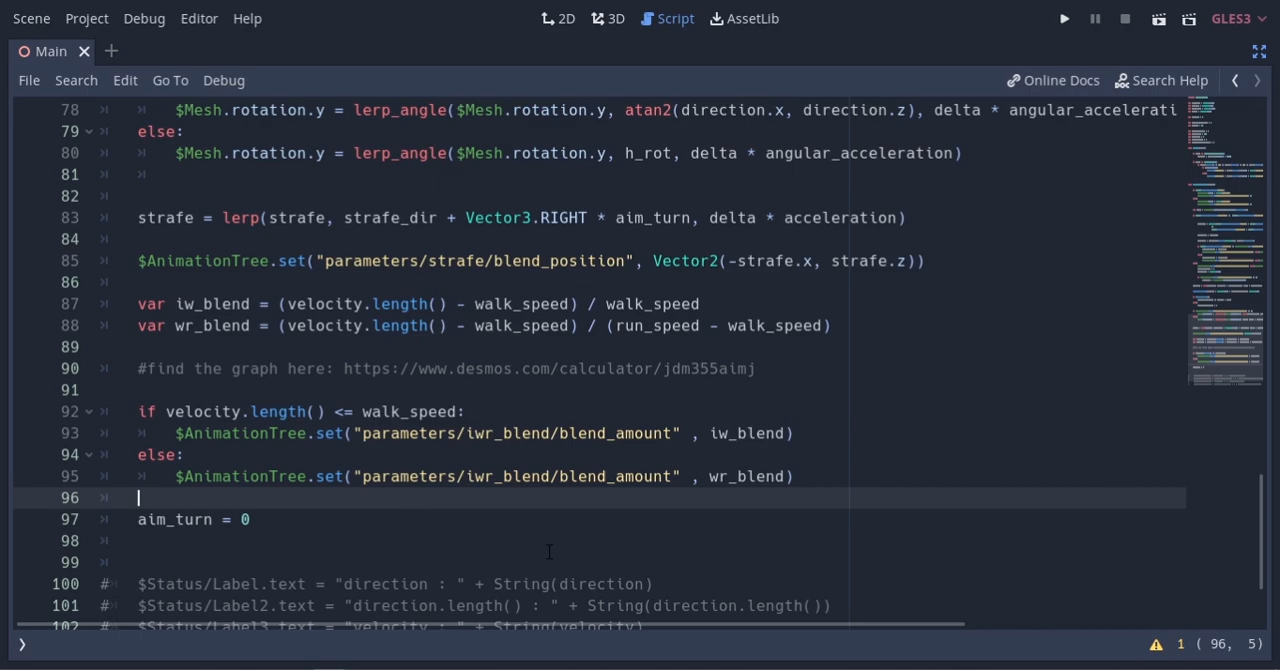 Scene Project Debug Editor Help 2D 3D Script AssetLib GLES3
Main
File Search Edit Go To Debug Online Docs Search Help
78 $Mesh.rotation.y = lerp_angle($Mesh.rotation.y, atan2(direction.x, direction.z), delta * angular_accelerati
79 else:
80 $Mesh.rotation.y = lerp_angle($Mesh.rotation.y, h_rot, delta * angular_acceleration)
81
82
83 strafe = lerp(strafe, strafe_dir + Vector3.RIGHT * aim_turn, delta * acceleration)
84
85 $AnimationTree.set("parameters/strafe/blend_position", Vector2(-strafe.x, strafe.z))
86
87 var iw_blend = (velocity.length() - walk_speed) / walk_speed
88 var wr_blend = (velocity.length() - walk_speed) / (run_speed - walk_speed)
89
90 #find the graph here: https://www.desmos.com/calculator/jdm355aimj
91
92 if velocity.length() <= walk_speed:
93 $AnimationTree.set("parameters/iwr_blend/blend_amount" , iw_blend)
94 else:
95 $AnimationTree.set("parameters/iwr_blend/blend_amount" , wr_blend)
96
97 aim_turn = 0
98
99
100 # $Status/Label.text = "direction : " + String(direction)
101 # $Status/Label2.text = "direction.length() : " + String(direction.length())
102 # $Status/Label3.text = "velocity : " + String(velocity)
1 ( 96, 5)